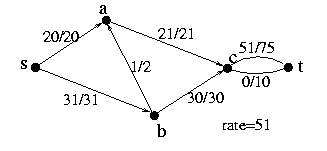 a
20/20
21/21
51/75
s
c
t
1/2
0/10
31/31
30/30
b
rate=51